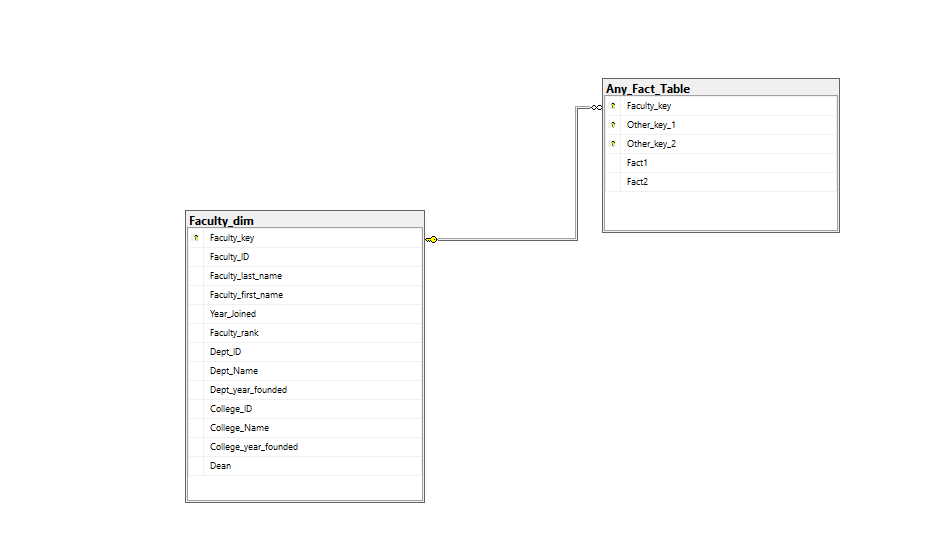 Any_Fact_Table
Faculty_key
Other_key_1
Other_key_2
Fact1
Fact2
Faculty_dim
Faculty_key
Faculty_ID
Faculty_last_name
Faculty_first_name
Year_Joined
Faculty_rank
Dept_ID
Dept_Name
Dept_year_founded
College_ID
College_Name
College_year_founded
Dean